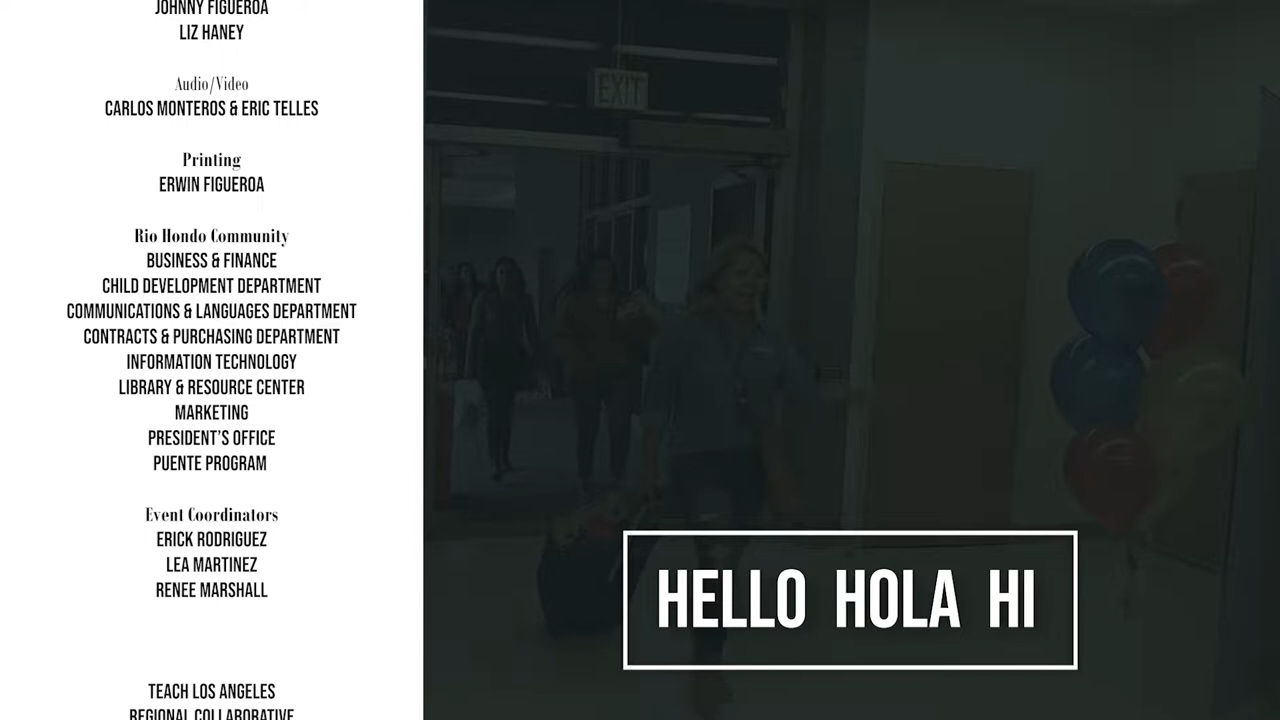 JOHNNY FIGUEROA
LIZ HANEY
Audio/Video
CARLOS MONTEROS & ERIC TELLES
Printing
ERWIN FIGUEROA
Rio Hondo Community
BUSINESS & FINANCE
CHILD DEVELOPMENT DEPARTMENT
COMMUNICATIONS & LANGUAGES DEPARTMENT
CONTRACTS & PURCHASING DEPARTMENT
INFORMATION TECHNOLOGY
LIBRARY & RESOURCE CENTER
MARKETING
PRESIDENT'S OFFICE
PUENTE PROGRAM
Event Coordinators
ERICK RODRIGUEZ
LEA MARTINEZ
RENEE MARSHALL
TEACH LOS ANGELES
REGIONAL COLLABORATIVE
EXIT
HELLO HOLA HI